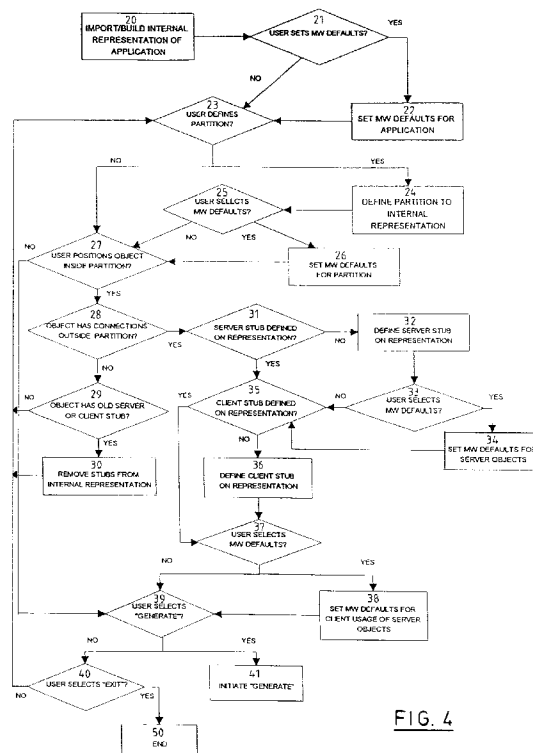 20
IMPORT/BUILD INTERNAL
REPRESENTATION OF
APPLICATION
21
USER SETS MW DEFAULTS?
YES
NO
23
USER DEFINES
PARTITION?
22
SET MW DEFAULTS FOR
APPLICATION
NO
YES
25
USER SELECTS
MW DEFAULTS?
24
DEFINE PARTITION TO
INTERNAL
REPRESENTATION
NO
YES
NO
27
USER POSITIONS OBJECT
INSIDE PARTITION?
26
SET MW DEFAULTS
FOR PARTITION
YES
28
OBJECT HAS CONNECTIONS
OUTSIDE PARTITION?
YES
31
SERVER STUB DEFINED
ON REPRESENTATION?
NO
32
DEFINE SERVER STUB
ON REPRESENTATION
NO
YES
29
OBJECT HAS OLD SERVER
OR CLIENT STUB?
YES
35
CLIENT STUB DEFINED
ON REPRESENTATION?
NO
33
USER SELECTS
MW DEFAULTS?
YES
YES
NO
34
SET MW DEFAULTS FOR
SERVER OBJECTS
30
REMOVE STUBS FROM
INTERNAL REPRESENTATION
36
DEFINE CLIENT STUB
ON REPRESENTATION
37
USER SELECTS
MW DEFAULTS?
NO
YES
39
USER SELECTS
"GENERATE"?
38
SET MW DEFAULTS FOR
CLIENT USAGE OF SERVER
OBJECTS
NO
YES
40
USER SELECTS "EXIT"?
NO
YES
41
INITIATE "GENERATE"
50
END
FIG. 4